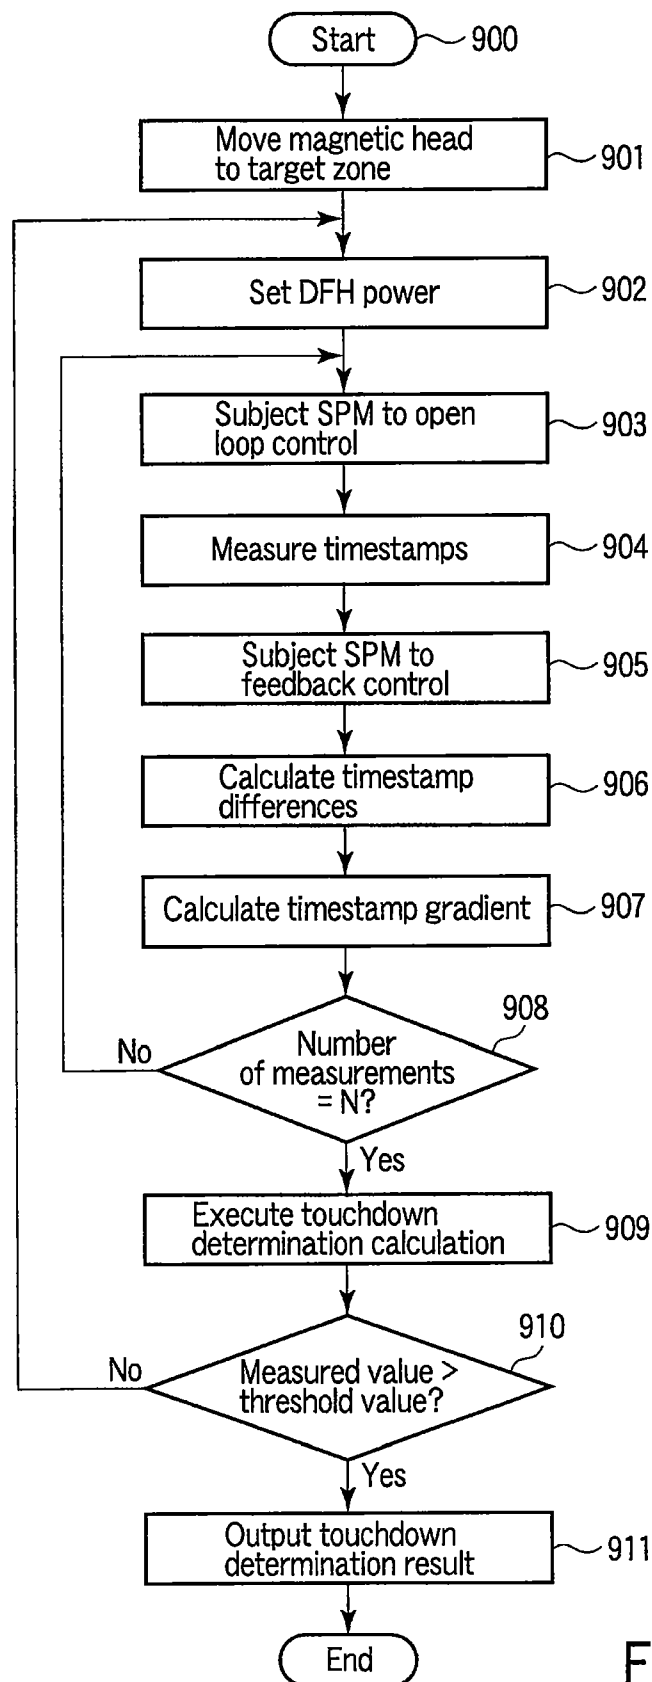 Start
900
Move magnetic head
to target zone
901
Set DFH power
902
Subject SPM to open
loop control
903
Measure timestamps
904
Subject SPM to
feedback control
905
Calculate timestamp
differences
906
Calculate timestamp gradient
907
908
Number
of measurements
= N?
No
Yes
Execute touchdown
determination calculation
909
910
Measured value >
threshold value?
No
Yes
Output touchdown
determination result
911
End
F